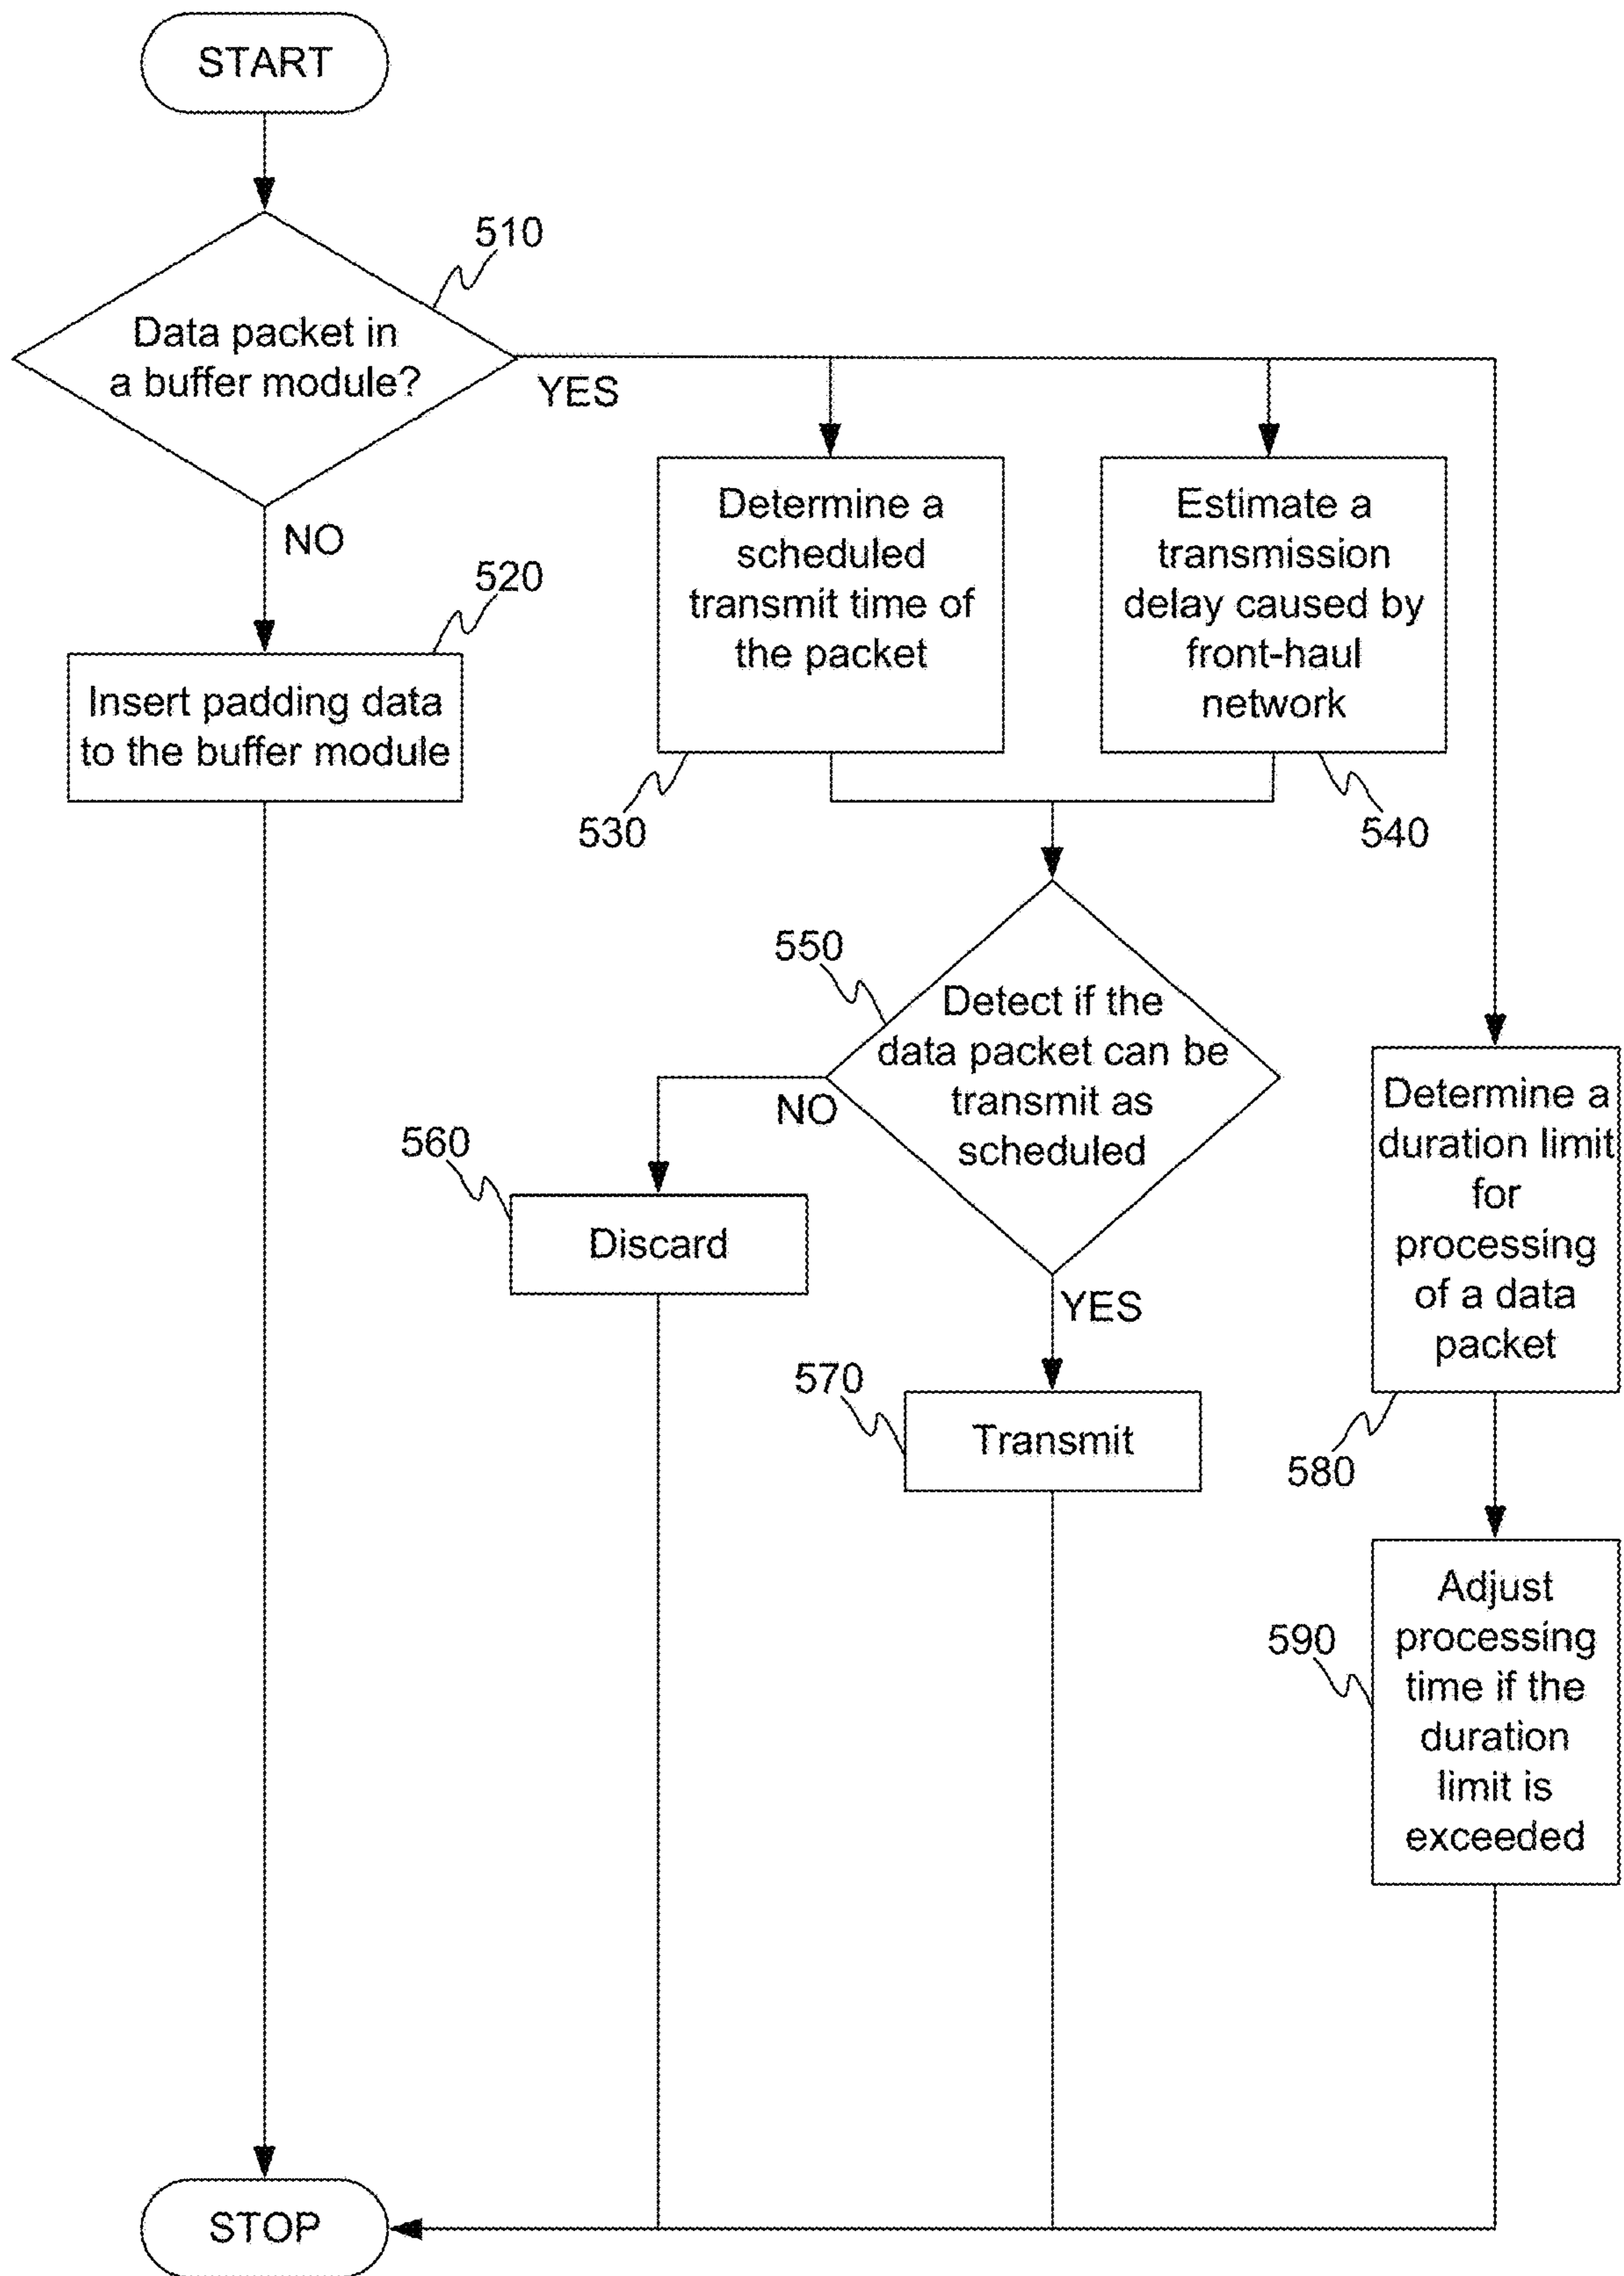 START
510
Data packet in
a buffer module?
YES
NO
520
Insert padding data
to the buffer module
Determine a
scheduled
transmit time of
the packet
530
Estimate a
transmission
delay caused by
front-haul
network
540
550
Detect if the
data packet can be
transmit as
scheduled
NO
560
Discard
YES
570
Transmit
Determine a
duration limit
for
processing
of a data
packet
580
590
Adjust
processing
time if the
duration
limit is
exceeded
STOP